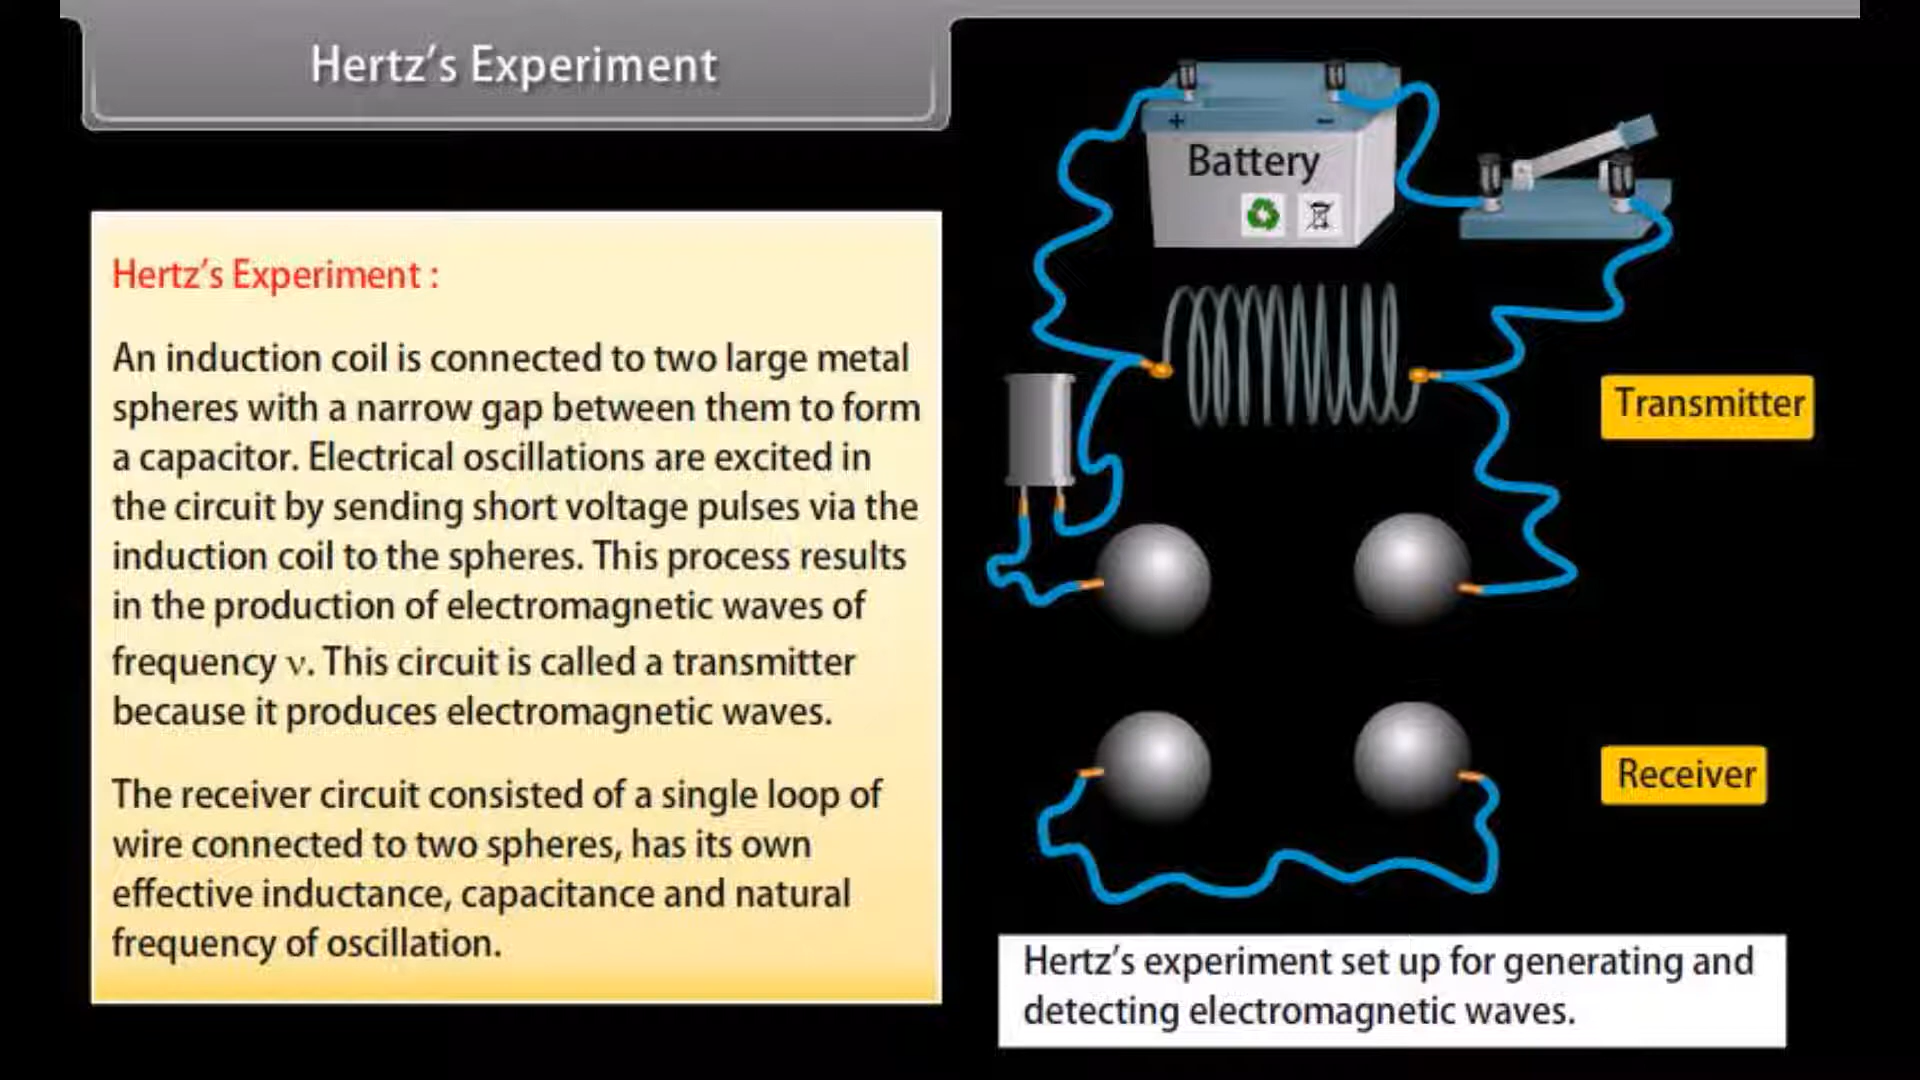 Hertz's Experiment
Hertz's Experiment :
An induction coil is connected to two large metal
spheres with a narrow gap between them to form
a capacitor. Electrical oscillations are excited in
the circuit by sending short voltage pulses via the
induction coil to the spheres. This process results
in the production of electromagnetic waves of
frequency ν. This circuit is called a transmitter
because it produces electromagnetic waves.
The receiver circuit consisted of a single loop of
wire connected to two spheres, has its own
effective inductance, capacitance and natural
frequency of oscillation.
+ −
Battery
Transmitter
Receiver
Hertz's experiment set up for generating and
detecting electromagnetic waves.